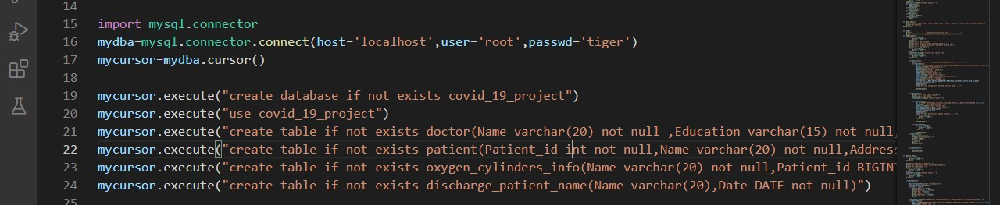 14
15 import mysql.connector
16 mydba=mysql.connector.connect(host='localhost',user='root',passwd='tiger')
17 mycursor=mydba.cursor()
18
19 mycursor.execute("create database if not exists covid_19_project")
20 mycursor.execute("use covid_19_project")
21 mycursor.execute("create table if not exists doctor(Name varchar(20) not null ,Education varchar(15) not null,
22 mycursor.execute("create table if not exists patient(Patient_id int not null,Name varchar(20) not null,Address
23 mycursor.execute("create table if not exists oxygen_cylinders_info(Name varchar(20) not null,Patient_id BIGINT
24 mycursor.execute("create table if not exists discharge_patient_name(Name varchar(20),Date DATE not null)")
25